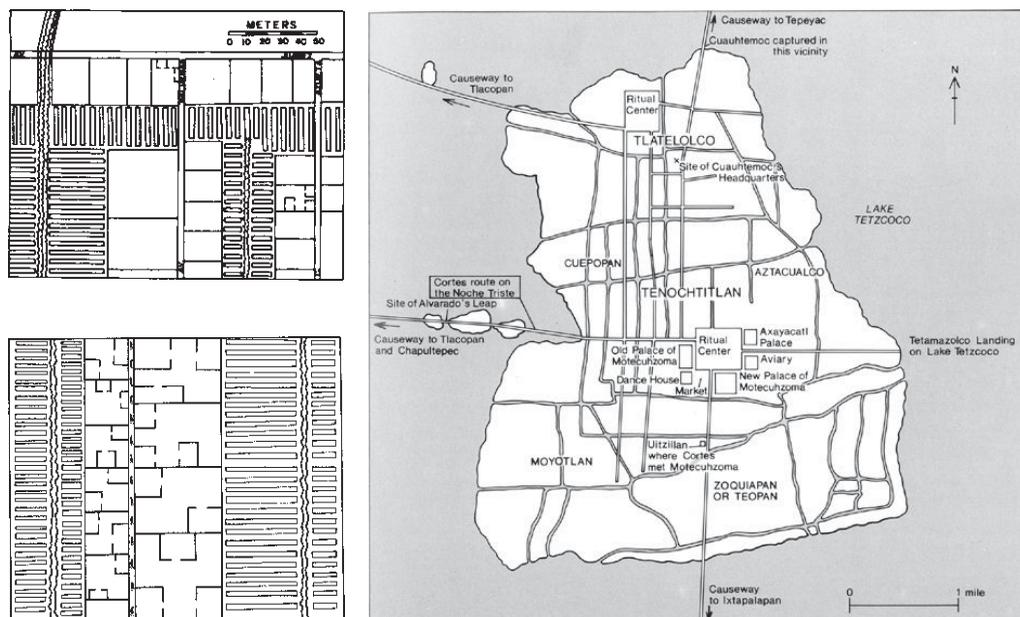 METERS
0 10 20 30 40 50
Causeway to Tepeyac
Cuauhtemoc captured in
this vicinity
Causeway to
Tlacopan
N
Ritual
Center
TLATELOLCO
Site of Cuauhtemoc's
Headquarters
LAKE
TETZCOCO
CUEPOPAN
AZTACUALCO
Cortes route on
the Noche Triste
TENOCHTITLAN
Site of Alvarado's Leap
Causeway to Tlacopan
and Chapultepec
Ritual
Center
Axayacatl
Palace
Tetamazolco Landing
on Lake Tetzcoco
Old Palace of
Motecuhzoma
Aviary
Dance House
Market
New Palace of
Motecuhzoma
Uitzillan
where Cortes
met Motecuhzoma
MOYOTLAN
ZOQUIAPAN
OR TEOPAN
Causeway
to Ixtapalapan
0 1 mile